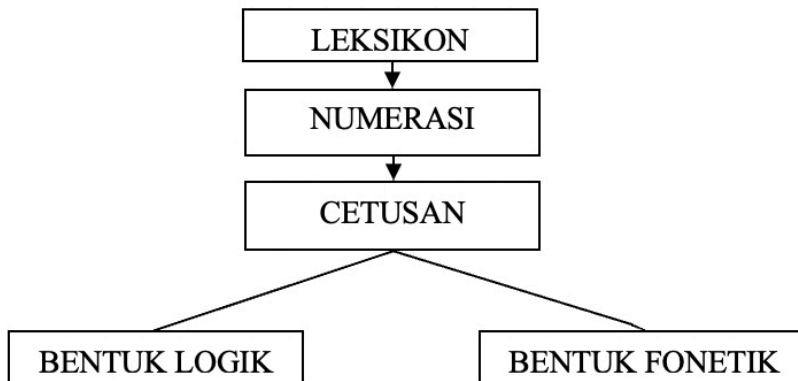 LEKSIKON
NUMERASI
CETUSAN
BENTUK LOGIK
BENTUK FONETIK